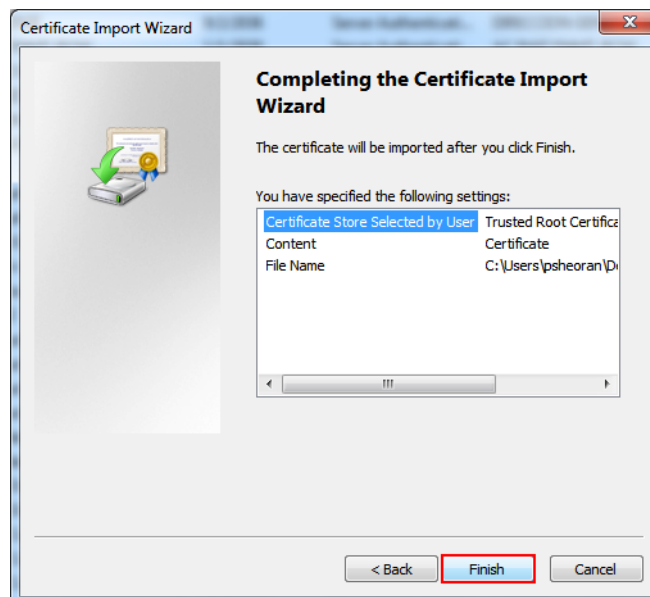 Certificate Import Wizard
Completing the Certificate Import
Wizard
The certificate will be imported after you click Finish.
You have specified the following settings:
Certificate Store Selected by User Trusted Root Certifica
Content Certificate
File Name C:\Users\psheoran\D
< Back Finish Cancel